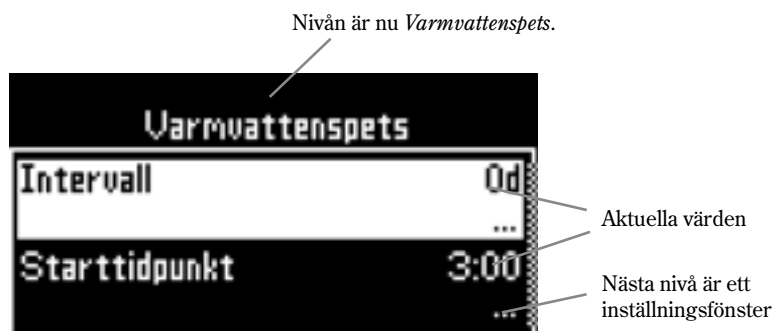 Nivån är nu Varmvattenspets.
Varmvattenspets
Intervall 0d
...
Aktuella värden
Starttidpunkt 3:00
...
Nästa nivå är ett
inställningsfönster